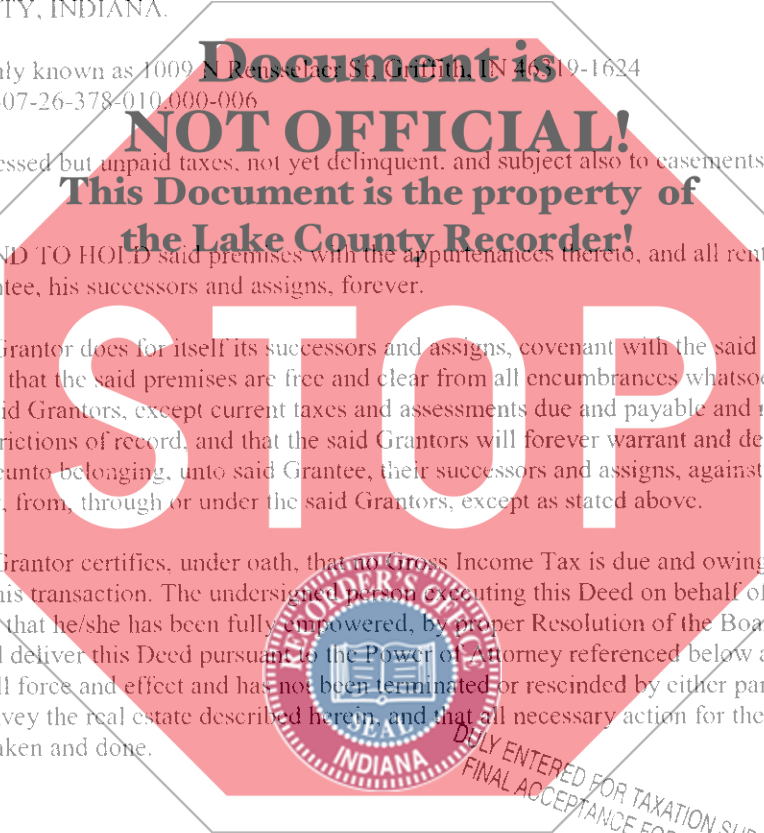 TY, INDIANA.
Document is
nly known as 1009 N Rensselaer St, Griffith, IN 46319-1624
-07-26-378-010.000-006
NOT OFFICIAL!
essed but unpaid taxes, not yet delinquent, and subject also to easements
This Document is the property of
the Lake County Recorder!
ND TO HOLD said premises with the appurtenances thereto, and all rent
ntee, his successors and assigns, forever.
STOP
Grantor does for itself its successors and assigns, covenant with the said
that the said premises are free and clear from all encumbrances whatso
id Grantors, except current taxes and assessments due and payable and
rictions of record, and that the said Grantors will forever warrant and de
eunto belonging, unto said Grantee, their successors and assigns, against
, from, through or under the said Grantors, except as stated above.
Grantor certifies, under oath, that no Gross Income Tax is due and owing
his transaction. The undersigned person executing this Deed on behalf of
that he/she has been fully empowered, by proper Resolution of the Boa
l deliver this Deed pursuant to the Power of Attorney referenced below a
ll force and effect and has not been terminated or rescinded by either par
vey the real estate described herein, and that all necessary action for the
aken and done.
RECORDER'S OFFICE
SEAL
INDIANA
DULY ENTERED FOR TAXATION SUB
FINAL ACCEPTANCE FOR